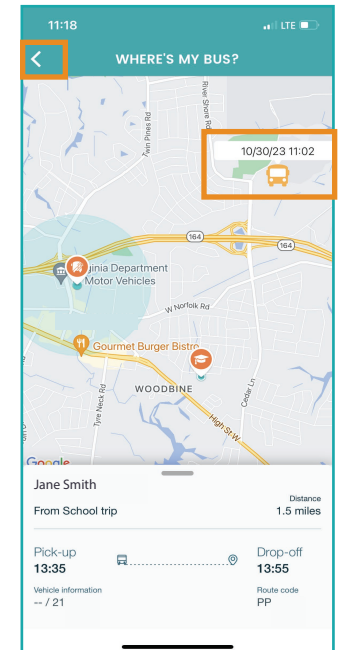 11:18
LTE
WHERE'S MY BUS?
River Shore Rd
Twin Pines Rd
10/30/23 11:02
164
164
ginia Department
Motor Vehicles
W Norfolk Rd
Gourmet Burger Bistro
WOODBINE
Tyre Neck Rd
Cedar Ln
High St W
Google
Jane Smith
From School trip
Distance
1.5 miles
Pick-up
13:35
Drop-off
13:55
Vehicle information
-- / 21
Route code
PP